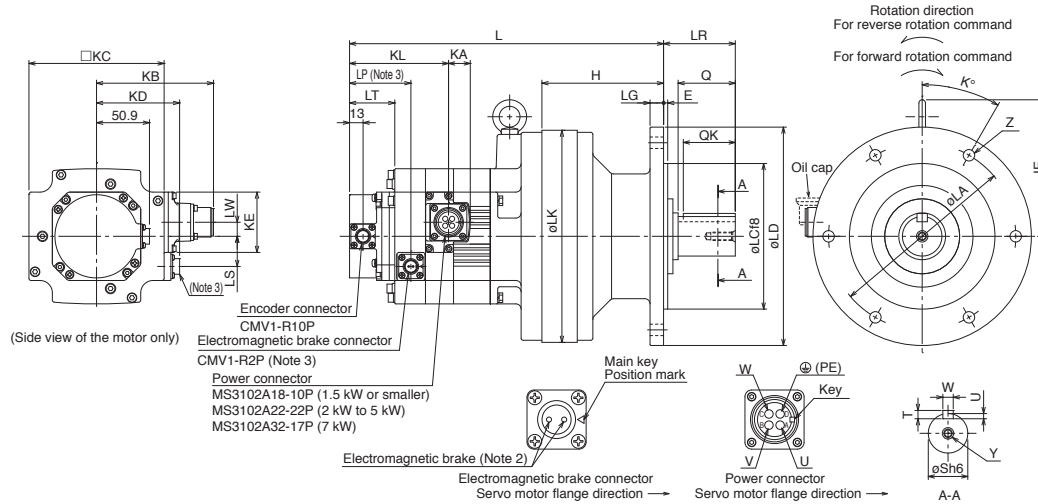 Rotation direction
For reverse rotation command
For forward rotation command
K°
Z
Oil cap
øLA
L
LR
KL
KA
LP (Note 3)
H
Q
LT
LG
E
13
QK
A
A
øLK
øLCf8
øLD
□KC
KB
KD
50.9
LW
KE
LS
(Note 3)
(Side view of the motor only)
Encoder connector
CMV1-R10P
Electromagnetic brake connector
CMV1-R2P (Note 3)
Power connector
MS3102A18-10P (1.5 kW or smaller)
MS3102A22-22P (2 kW to 5 kW)
MS3102A32-17P (7 kW)
Main key
Position mark
Electromagnetic brake (Note 2)
Electromagnetic brake connector
Servo motor flange direction
W
(PE)
Key
V
U
Power connector
Servo motor flange direction
W
U
T
Y
øSh6
A-A